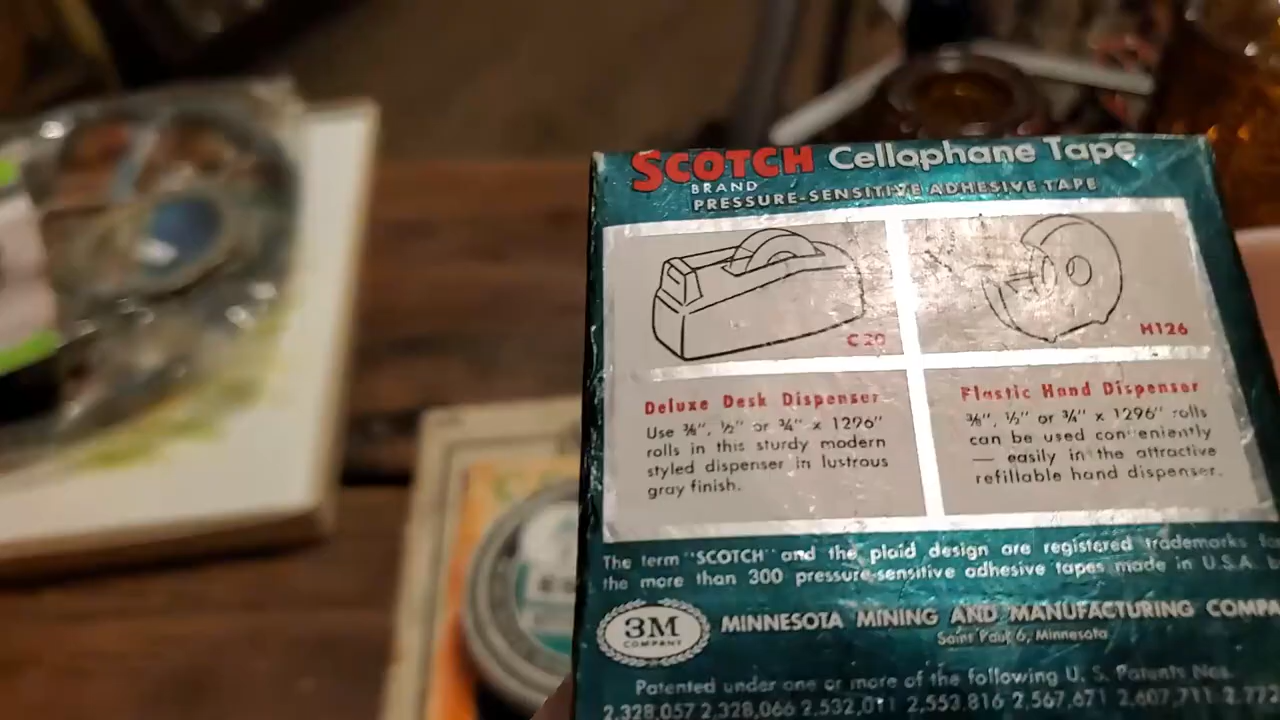 SCOTCH Cellophane Tape
BRAND
PRESSURE-SENSITIVE ADHESIVE TAPE
C 20
H126
Deluxe Desk Dispenser
Use ⅜", ½" or ¾" x 1296"
rolls in this sturdy modern
styled dispenser in lustrous
gray finish.
Plastic Hand Dispenser
⅜", ½" or ¾" x 1296" rolls
can be used conveniently
— easily in the attractive
refillable hand dispenser.
The term "SCOTCH" and the plaid design are registered trademarks
the more than 300 pressure-sensitive adhesive tapes made in U.S.A.
3M
COMPANY
MINNESOTA MINING AND MANUFACTURING COMPA
Saint Paul 6, Minnesota
Patented under one or more of the following U. S. Patents Nos.
2,328,057 2,328,066 2,532,011 2,553,816 2,567,671 2,607,711 2,772